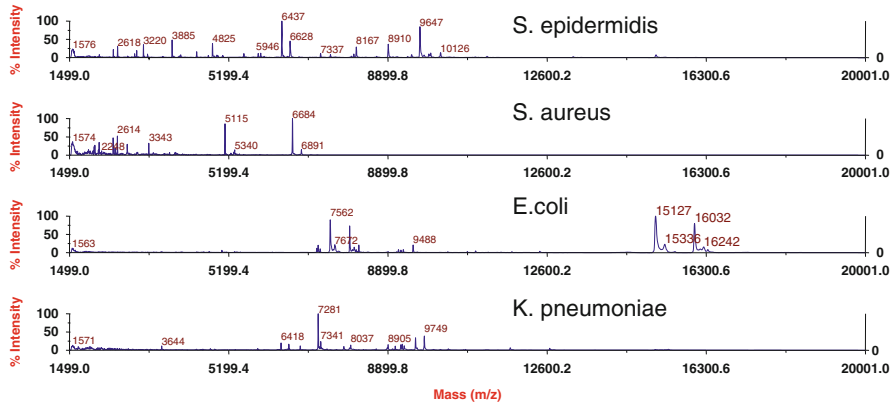 S. epidermidis
% Intensity
100
50
0
1576 2618 3220 3885 4825 5946 6437 6628 7337 8167 8910 9647 10126
0
1499.0 5199.4 8899.8 12600.2 16300.6 20001.0
S. aureus
% Intensity
100
50
0
1574 2248 2614 3343 5115 5340 6684 6891
0
1499.0 5199.4 8899.8 12600.2 16300.6 20001.0
E.coli
% Intensity
100
50
0
1563 7562 7672 9488 15127 15336 16032 16242
0
1499.0 5199.4 8899.8 12600.2 16300.6 20001.0
K. pneumoniae
% Intensity
100
50
0
1571 3644 6418 7281 7341 8037 8905 9749
0
1499.0 5199.4 8899.8 12600.2 16300.6 20001.0
Mass (m/z)